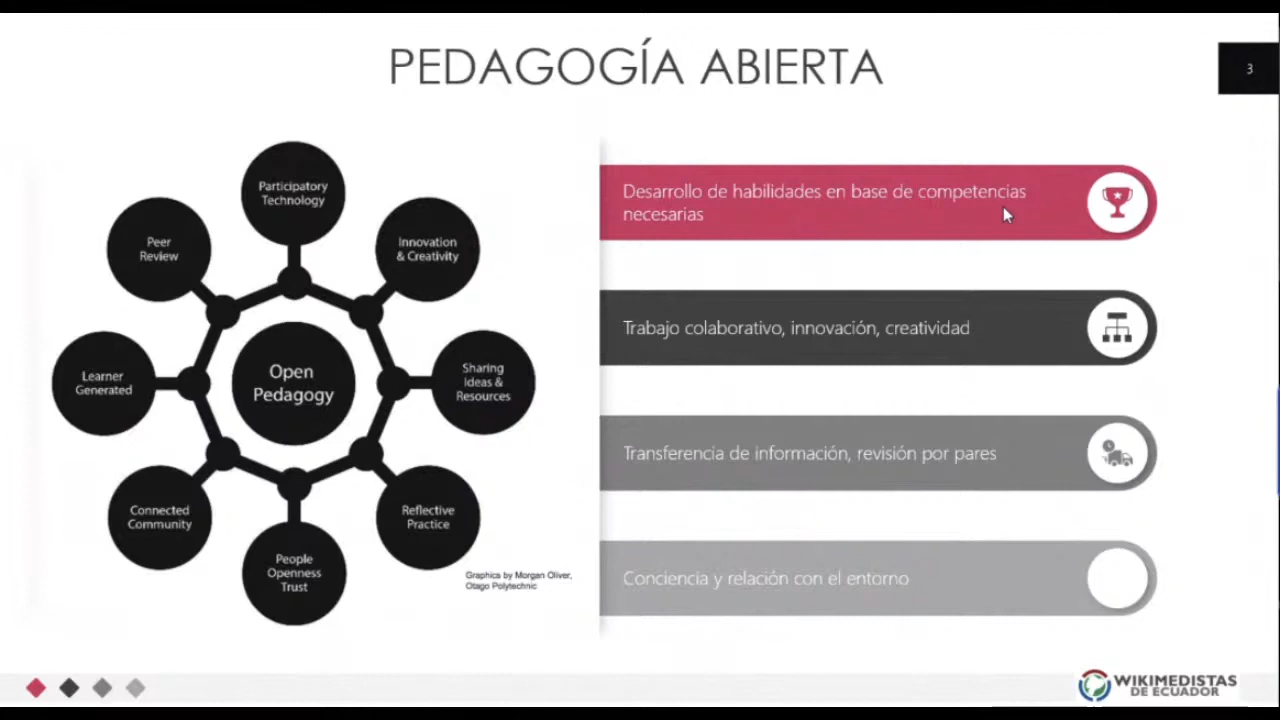 PEDAGOGÍA ABIERTA
3
Participatory
Technology
Innovation
& Creativity
Sharing
Ideas &
Resources
Reflective
Practice
People
Openness
Trust
Connected
Community
Learner
Generated
Peer
Review
Open
Pedagogy
Graphics by Morgan Oliver,
Otago Polytechnic
Desarrollo de habilidades en base de competencias
necesarias
Trabajo colaborativo, innovación, creatividad
Transferencia de información, revisión por pares
Conciencia y relación con el entorno
WIKIMEDISTAS
DE ECUADOR